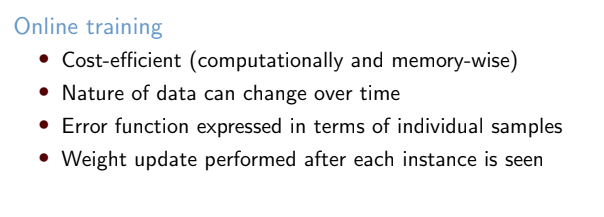 Online training
• Cost-efficient (computationally and memory-wise)
• Nature of data can change over time
• Error function expressed in terms of individual samples
• Weight update performed after each instance is seen